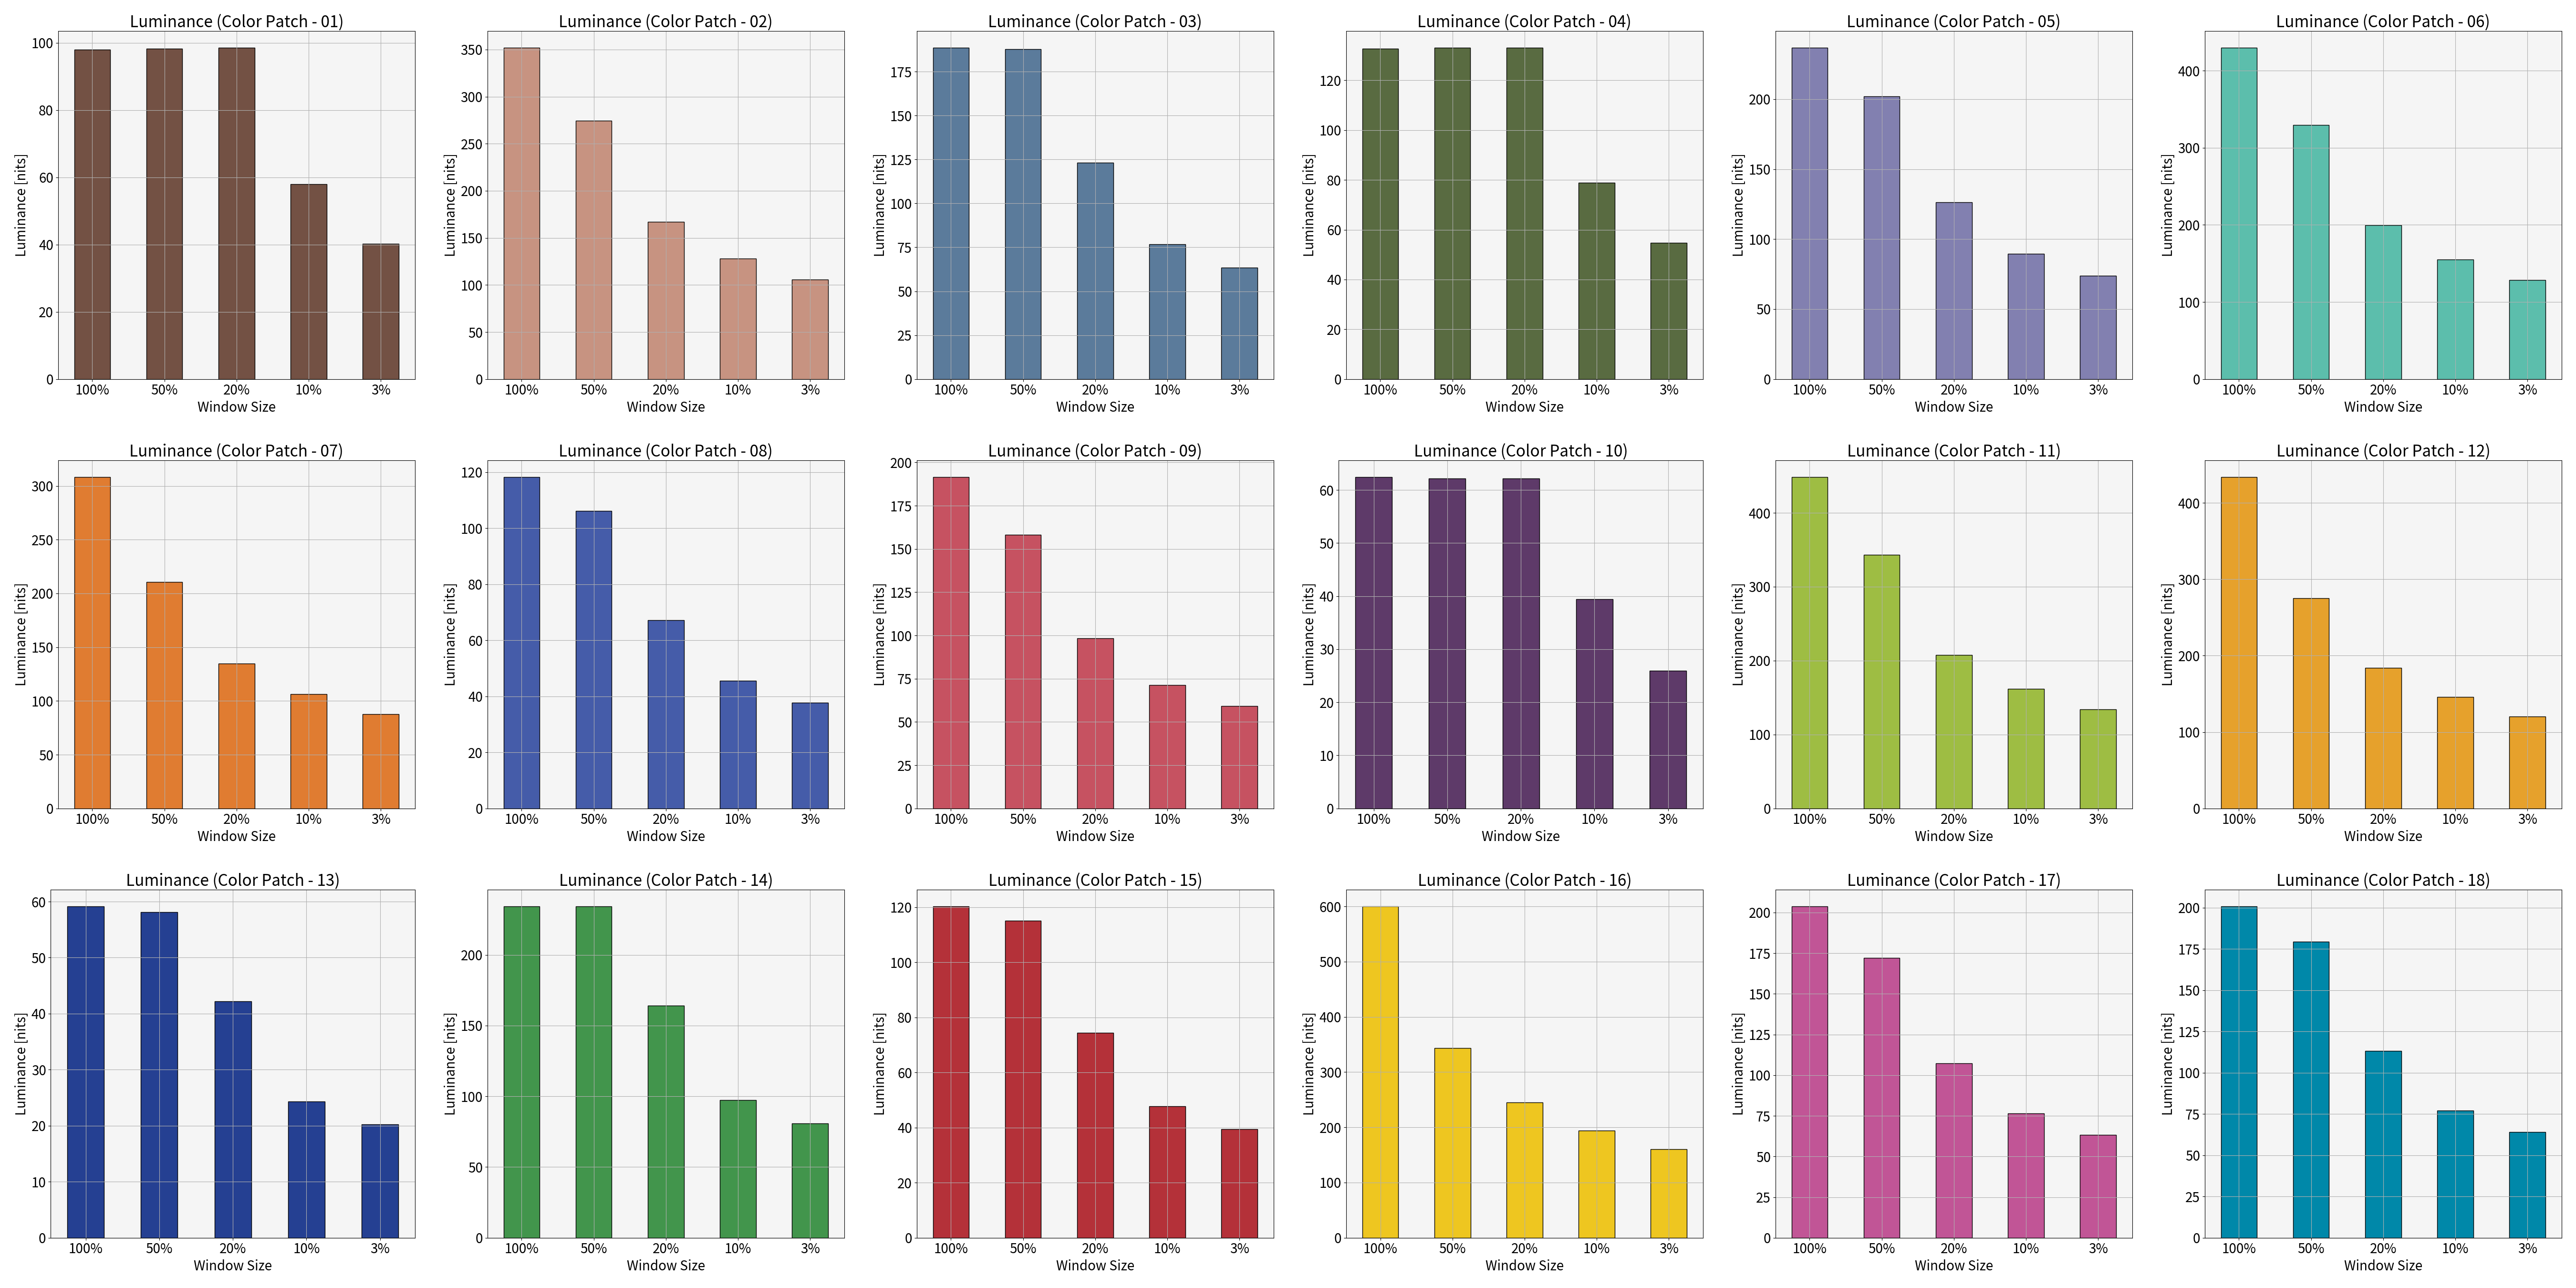 Luminance (Color Patch - 01)
Luminance [nits]
100
80
60
40
20
0
100% 50% 20% 10% 3%
Window Size
Luminance (Color Patch - 02)
Luminance [nits]
350
300
250
200
150
100
50
0
100% 50% 20% 10% 3%
Window Size
Luminance (Color Patch - 03)
Luminance [nits]
175
150
125
100
75
50
25
0
100% 50% 20% 10% 3%
Window Size
Luminance (Color Patch - 04)
Luminance [nits]
120
100
80
60
40
20
0
100% 50% 20% 10% 3%
Window Size
Luminance (Color Patch - 05)
Luminance [nits]
200
150
100
50
0
100% 50% 20% 10% 3%
Window Size
Luminance (Color Patch - 06)
Luminance [nits]
400
300
200
100
0
100% 50% 20% 10% 3%
Window Size
Luminance (Color Patch - 07)
Luminance [nits]
300
250
200
150
100
50
0
100% 50% 20% 10% 3%
Window Size
Luminance (Color Patch - 08)
Luminance [nits]
120
100
80
60
40
20
0
100% 50% 20% 10% 3%
Window Size
Luminance (Color Patch - 09)
Luminance [nits]
200
175
150
125
100
75
50
25
0
100% 50% 20% 10% 3%
Window Size
Luminance (Color Patch - 10)
Luminance [nits]
60
50
40
30
20
10
0
100% 50% 20% 10% 3%
Window Size
Luminance (Color Patch - 11)
Luminance [nits]
400
300
200
100
0
100% 50% 20% 10% 3%
Window Size
Luminance (Color Patch - 12)
Luminance [nits]
400
300
200
100
0
100% 50% 20% 10% 3%
Window Size
Luminance (Color Patch - 13)
Luminance [nits]
60
50
40
30
20
10
0
100% 50% 20% 10% 3%
Window Size
Luminance (Color Patch - 14)
Luminance [nits]
200
150
100
50
0
100% 50% 20% 10% 3%
Window Size
Luminance (Color Patch - 15)
Luminance [nits]
120
100
80
60
40
20
0
100% 50% 20% 10% 3%
Window Size
Luminance (Color Patch - 16)
Luminance [nits]
600
500
400
300
200
100
0
100% 50% 20% 10% 3%
Window Size
Luminance (Color Patch - 17)
Luminance [nits]
200
175
150
125
100
75
50
25
0
100% 50% 20% 10% 3%
Window Size
Luminance (Color Patch - 18)
Luminance [nits]
200
175
150
125
100
75
50
25
0
100% 50% 20% 10% 3%
Window Size